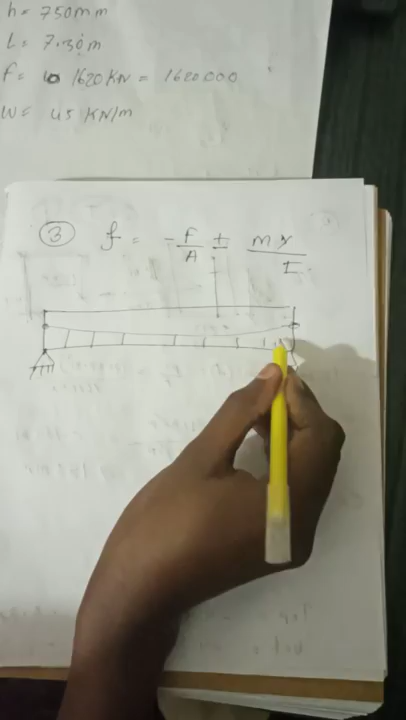 h = 750mm
L = 7.30m
f = 1620 KN = 1620000
W = 45 KN/m
3 f = - F/A ± My/I